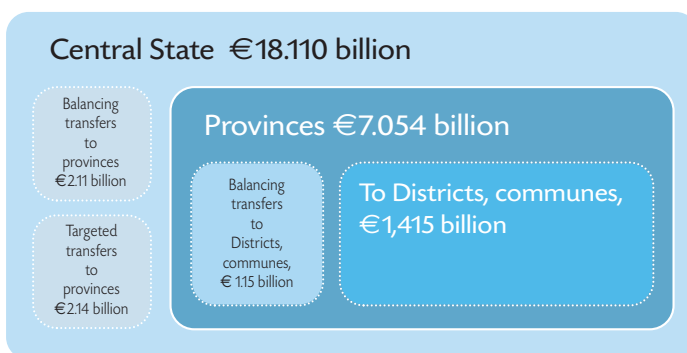 Central State €18.110 billion
Balancing
transfers
to
provinces
€2.11 billion
Targeted
transfers
to
provinces
€2.14 billion
Provinces €7.054 billion
Balancing
transfers
to
Districts,
communes,
€ 1.15 billion
To Districts, communes,
€1,415 billion